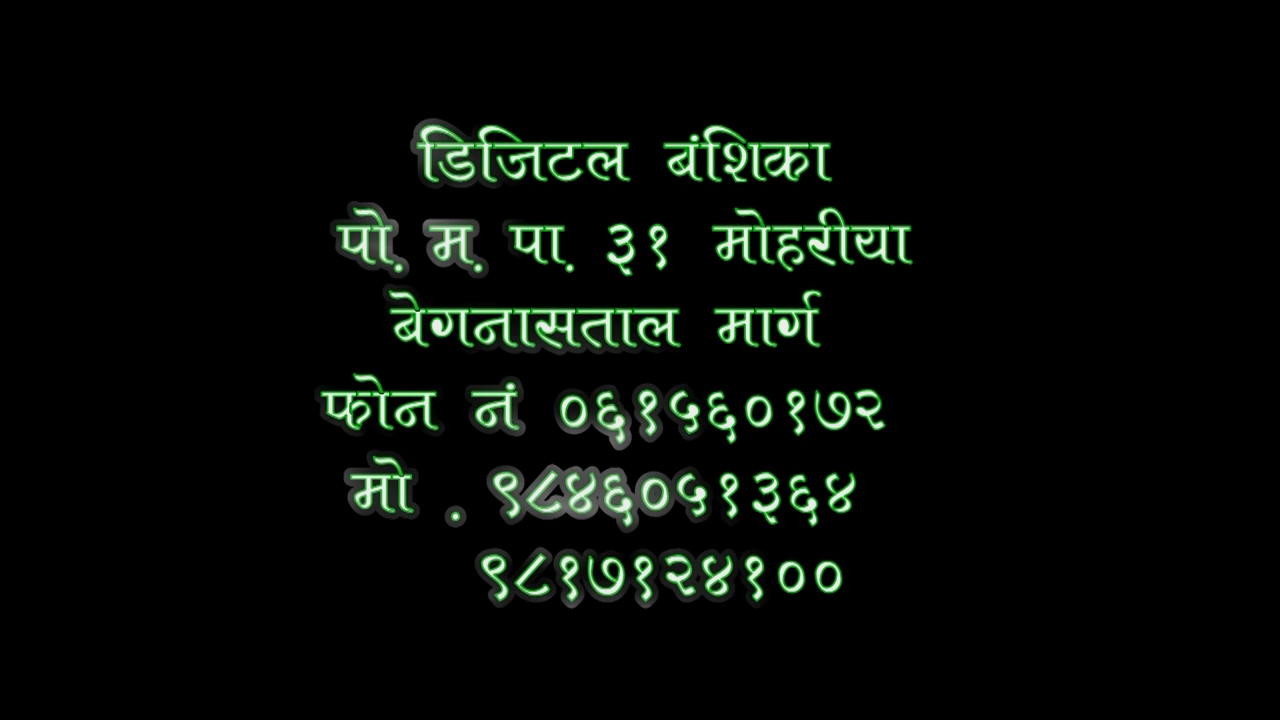 डिजिटल बंशिका
पो. म. पा. ३१ मोहरीया
बेगनासताल मार्ग
फोन नं ०६१५६०१७२
मो . ९८४६०५१३६४
९८१७१२४१००